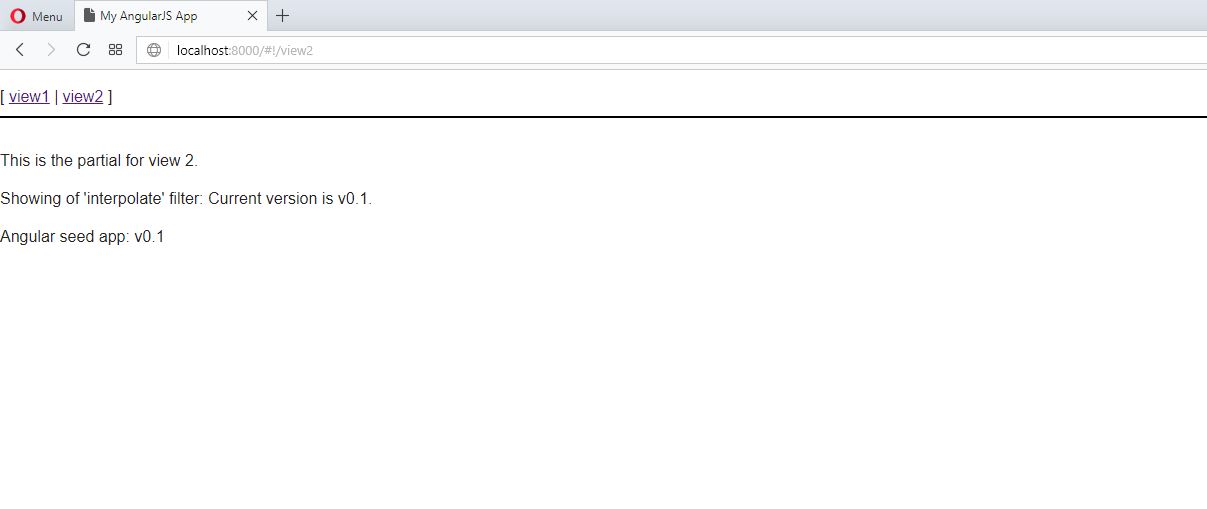 Menu
My AngularJS App
localhost:8000/#!/view2
[ view1 | view2 ]
This is the partial for view 2.
Showing of 'interpolate' filter: Current version is v0.1.
Angular seed app: v0.1